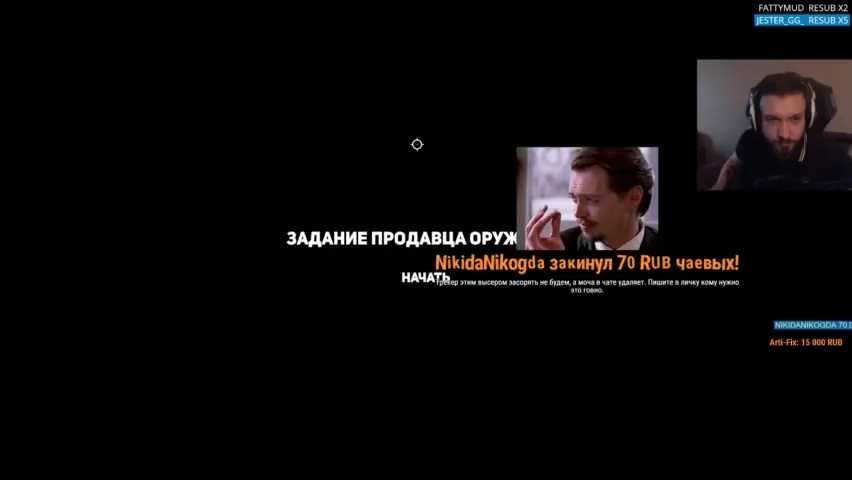 FATTYMUD RESUB X2
JESTER_GG_ RESUB X5
ЗАДАНИЕ ПРОДАВЦА ОРУЖ
NikidaNikogda закинул 70 RUB чаевых!
НАЧАТЬ
трекер этим высером засорять не будем, а моча в чате удаляет. Пишите в личку кому нужно
это говно.
NIKIDANIKOGDA 70.0
Arti-Fix: 15 000 RUB